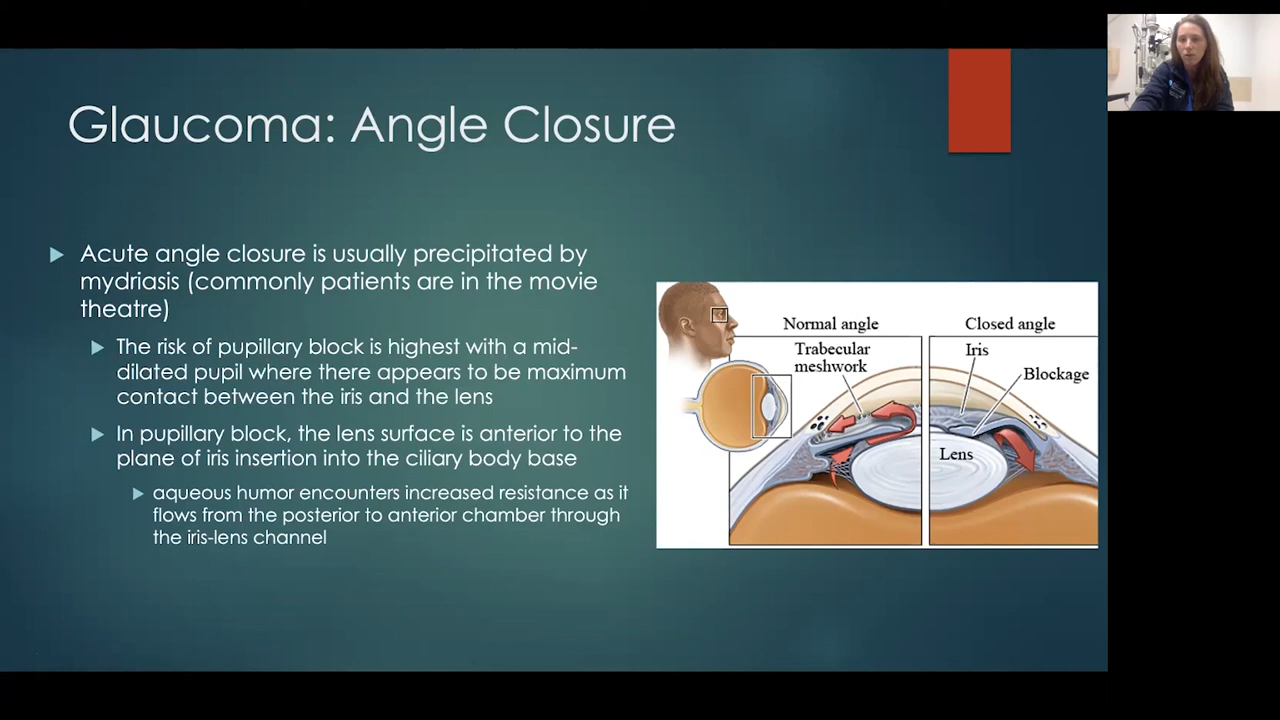 Glaucoma: Angle Closure
Acute angle closure is usually precipitated by
mydriasis (commonly patients are in the movie
theatre)
The risk of pupillary block is highest with a mid-
dilated pupil where there appears to be maximum
contact between the iris and the lens
In pupillary block, the lens surface is anterior to the
plane of iris insertion into the ciliary body base
aqueous humor encounters increased resistance as it
flows from the posterior to anterior chamber through
the iris-lens channel
Normal angle
Trabecular
meshwork
Closed angle
Iris
Blockage
Lens